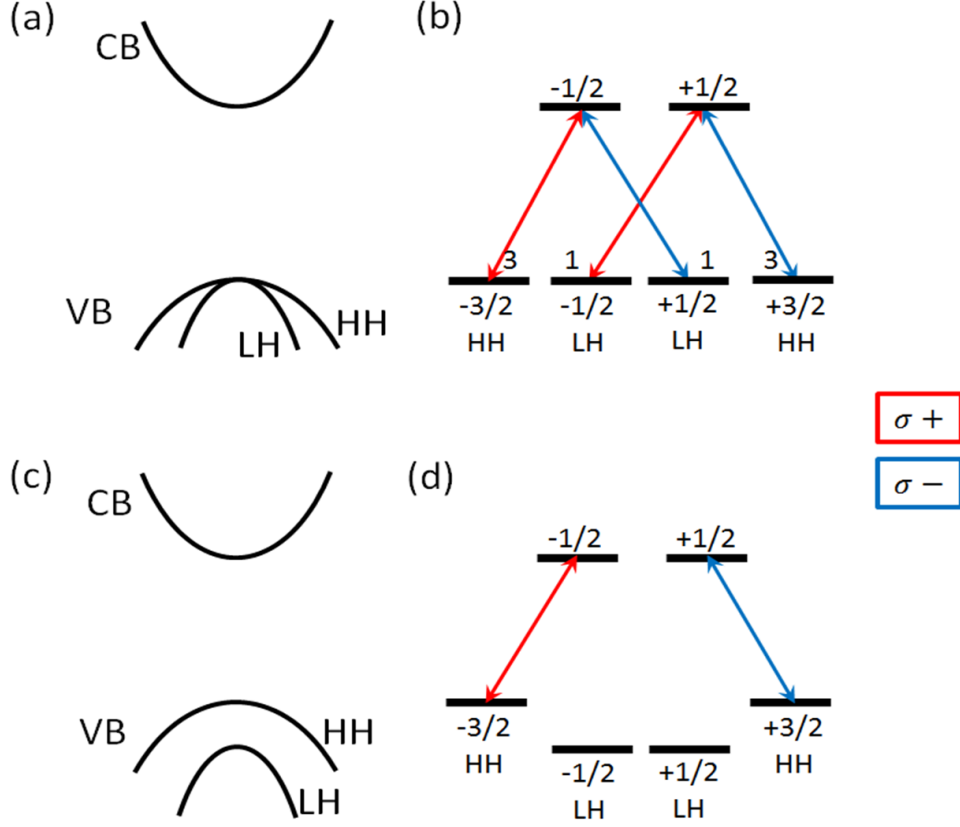 (a)
CB
VB
LH
HH
(b)
-1/2 +1/2
3 1 1 3
-3/2 -1/2 +1/2 +3/2
HH LH LH HH
σ +
σ −
(c)
CB
VB
HH
LH
(d)
-1/2 +1/2
-3/2 +3/2
HH HH
-1/2 +1/2
LH LH